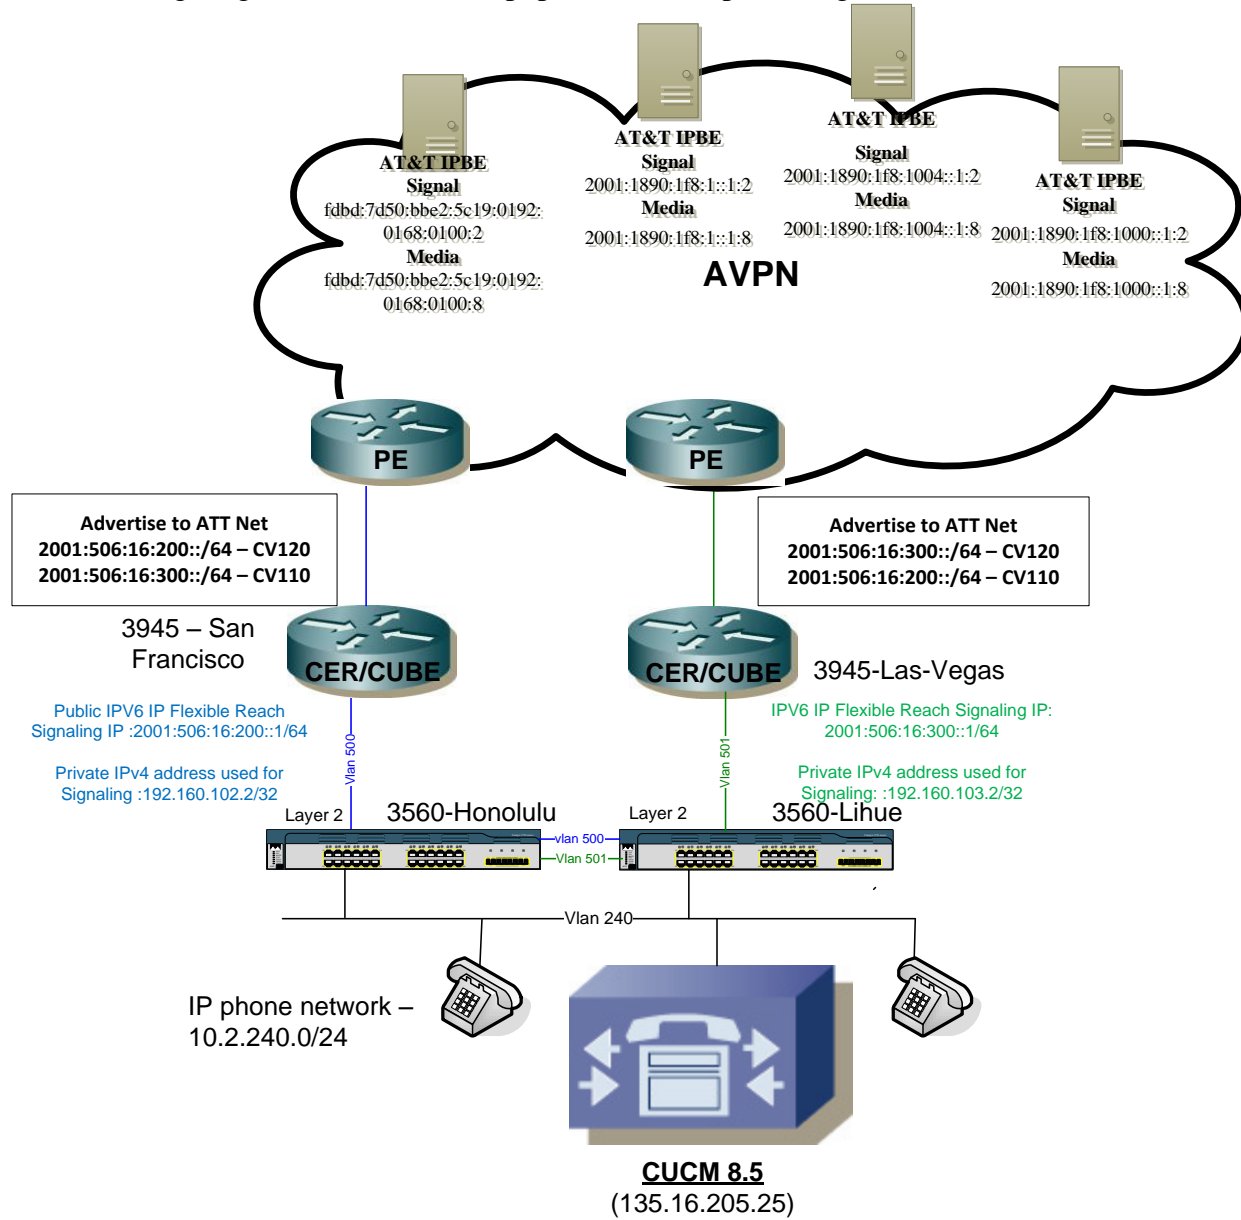 AT&T IPBE
Signal
fdbd:7d50:bbe2:5c19:0192:
0168:0100:2
Media
fdbd:7d50:bbe2:5c19:0192:
0168:0100:8
AT&T IPBE
Signal
2001:1890:1f8:1::1:2
Media
2001:1890:1f8:1::1:8
AT&T IPBE
Signal
2001:1890:1f8:1004::1:2
Media
2001:1890:1f8:1004::1:8
AT&T IPBE
Signal
2001:1890:1f8:1000::1:2
Media
2001:1890:1f8:1000::1:8
AVPN
PE
PE
Advertise to ATT Net
2001:506:16:200::/64 – CV120
2001:506:16:300::/64 – CV110
Advertise to ATT Net
2001:506:16:300::/64 – CV120
2001:506:16:200::/64 – CV110
3945 – San
Francisco
CER/CUBE
CER/CUBE
3945-Las-Vegas
Public IPV6 IP Flexible Reach
Signaling IP :2001:506:16:200::1/64
Private IPv4 address used for
Signaling :192.160.102.2/32
Vlan 500
Vlan 501
IPV6 IP Flexible Reach Signaling IP:
2001:506:16:300::1/64
Private IPv4 address used for
Signaling: :192.160.103.2/32
Layer 2
3560-Honolulu
Layer 2
3560-Lihue
vlan 500
Vlan 501
Vlan 240
IP phone network –
10.2.240.0/24
CUCM 8.5
(135.16.205.25)